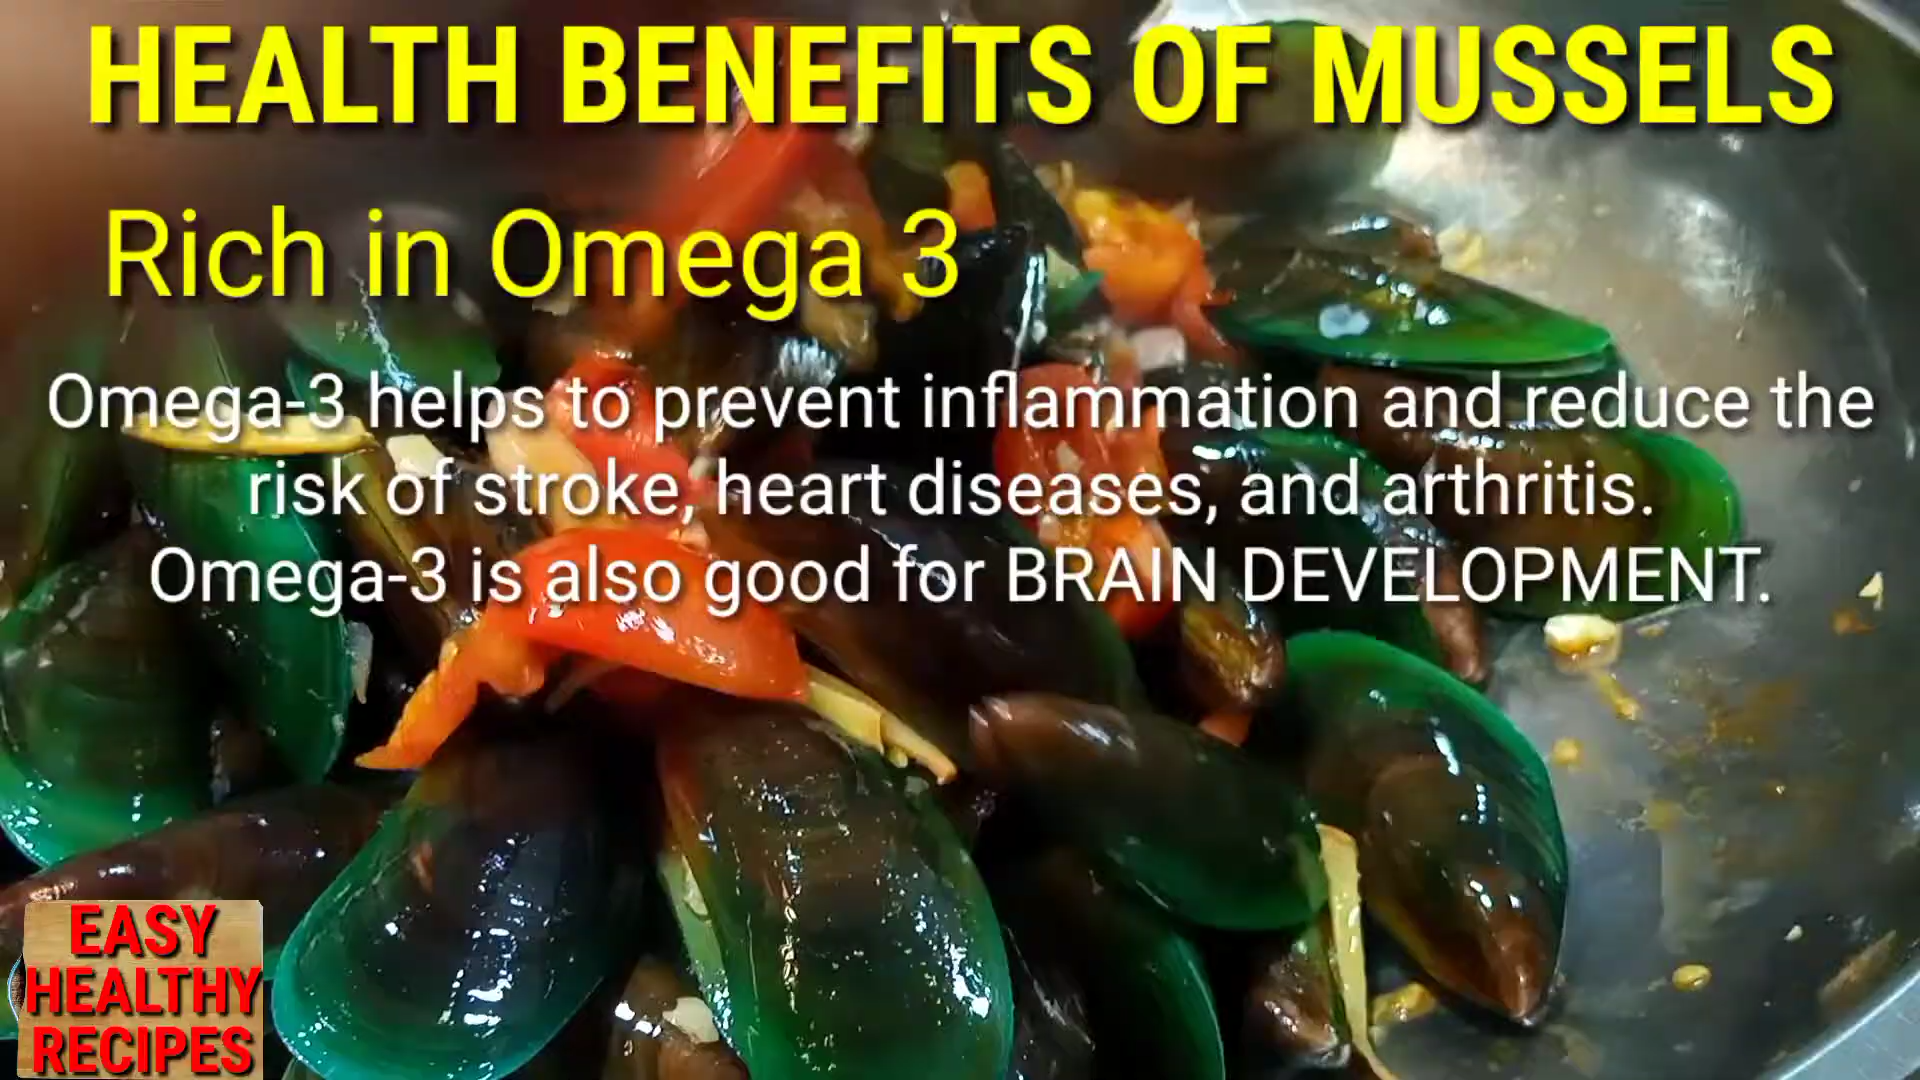 HEALTH BENEFITS OF MUSSELS
Rich in Omega 3
Omega-3 helps to prevent inflammation and reduce the
risk of stroke, heart diseases, and arthritis.
Omega-3 is also good for BRAIN DEVELOPMENT.
EASY
HEALTHY
RECIPES